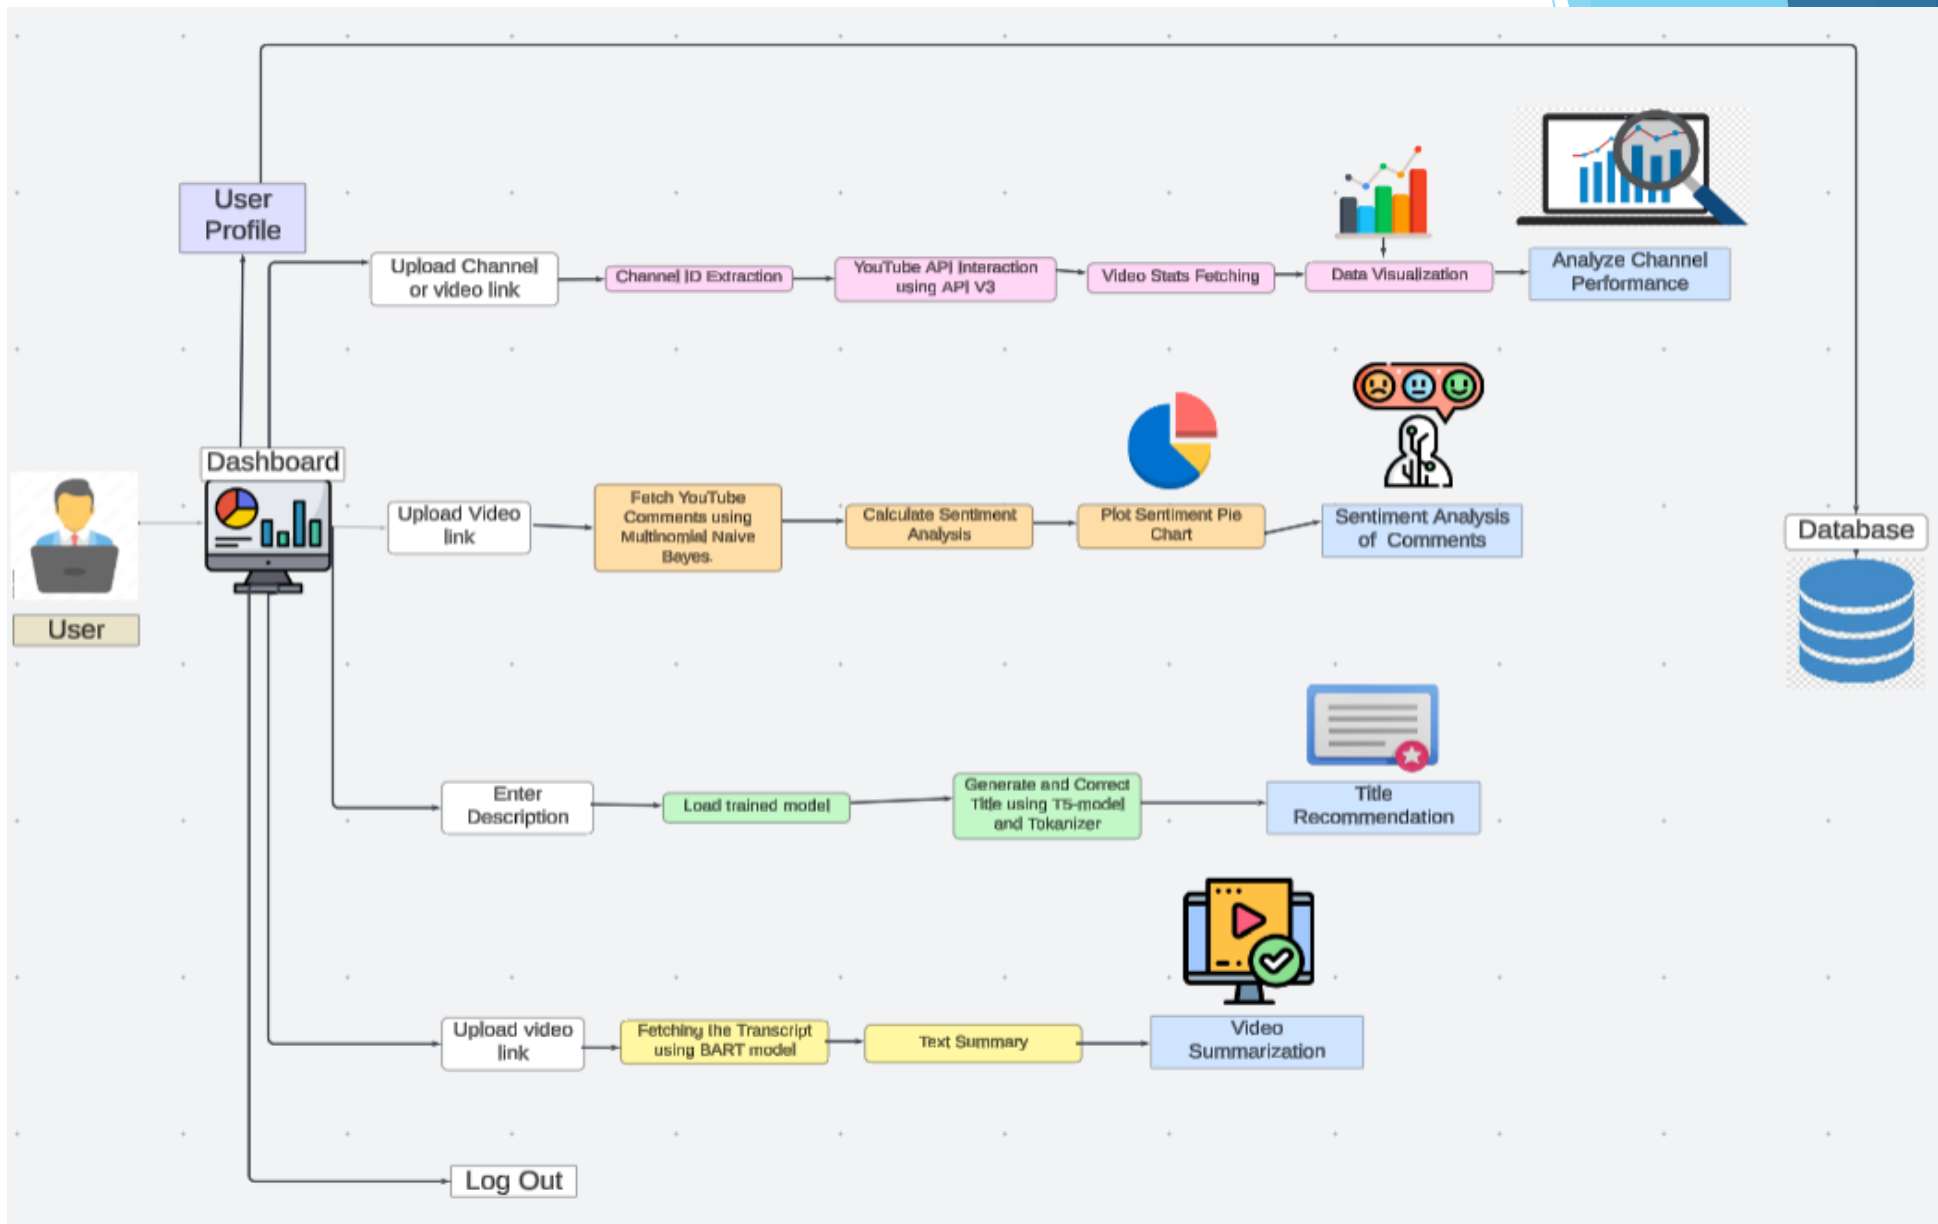 User
Profile
Upload Channel
or video link
Channel ID Extraction
YouTube API Interaction
using API V3
Video Stats Fetching
Data Visualization
Analyze Channel
Performance
Dashboard
User
Upload Video
link
Fetch YouTube
Comments using
Multinomial Naive
Bayes.
Calculate Sentiment
Analysis
Plot Sentiment Pie
Chart
Sentiment Analysis
of Comments
Database
Enter
Description
Load trained model
Generate and Correct
Title using T5-model
and Tokanizer
Title
Recommendation
Upload video
link
Fetching the Transcript
using BART model
Text Summary
Video
Summarization
Log Out